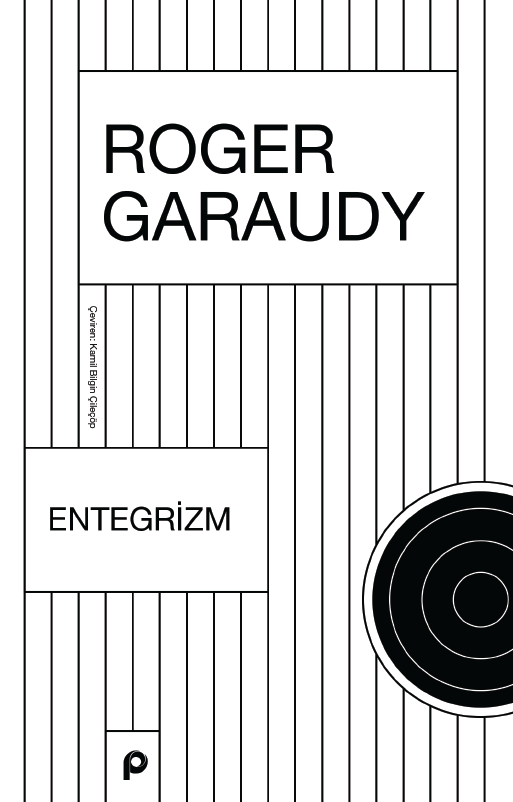 ROGER
GARAUDY
Çeviren: Kamil Bilgin Çileçöp
ENTEGRİZM